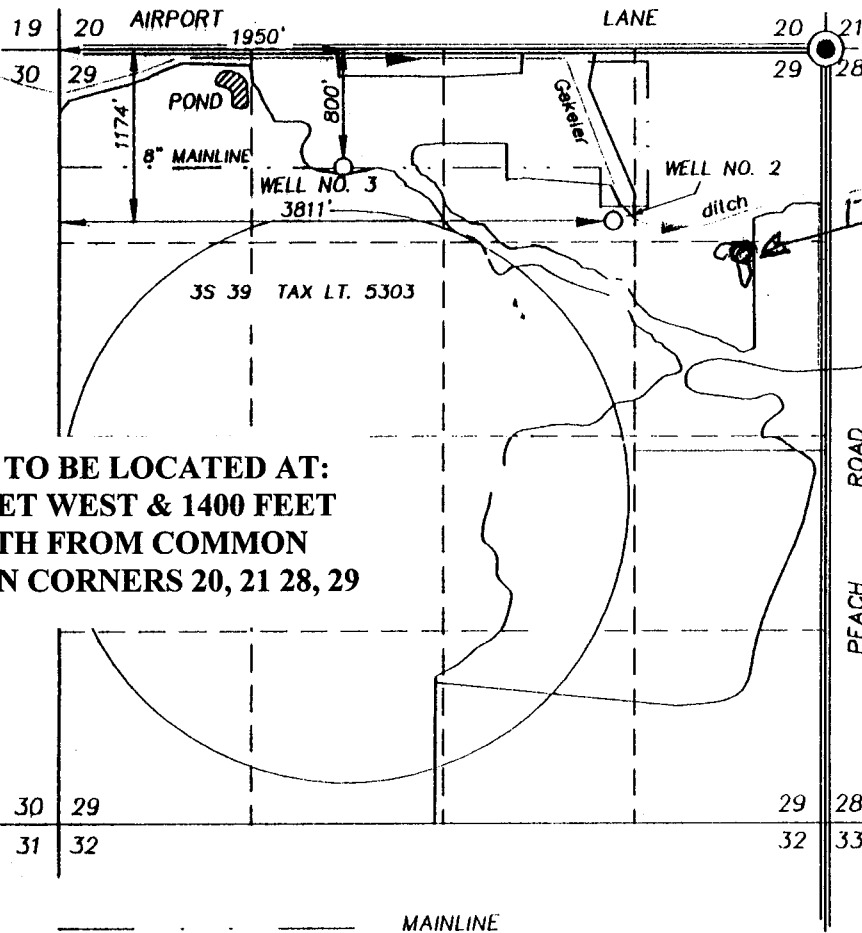 AIRPORT LANE
19 20
30 29
20 21
29 28
1950'
POND
1174'
800'
Gekeler
8" MAINLINE
WELL NO. 3
WELL NO. 2
3811'
ditch
3S 39 TAX LT. 5303
TO BE LOCATED AT:
ET WEST & 1400 FEET
TH FROM COMMON
N CORNERS 20, 21 28, 29
ROAD
PEACH
30 29
31 32
29 28
32 33
MAINLINE